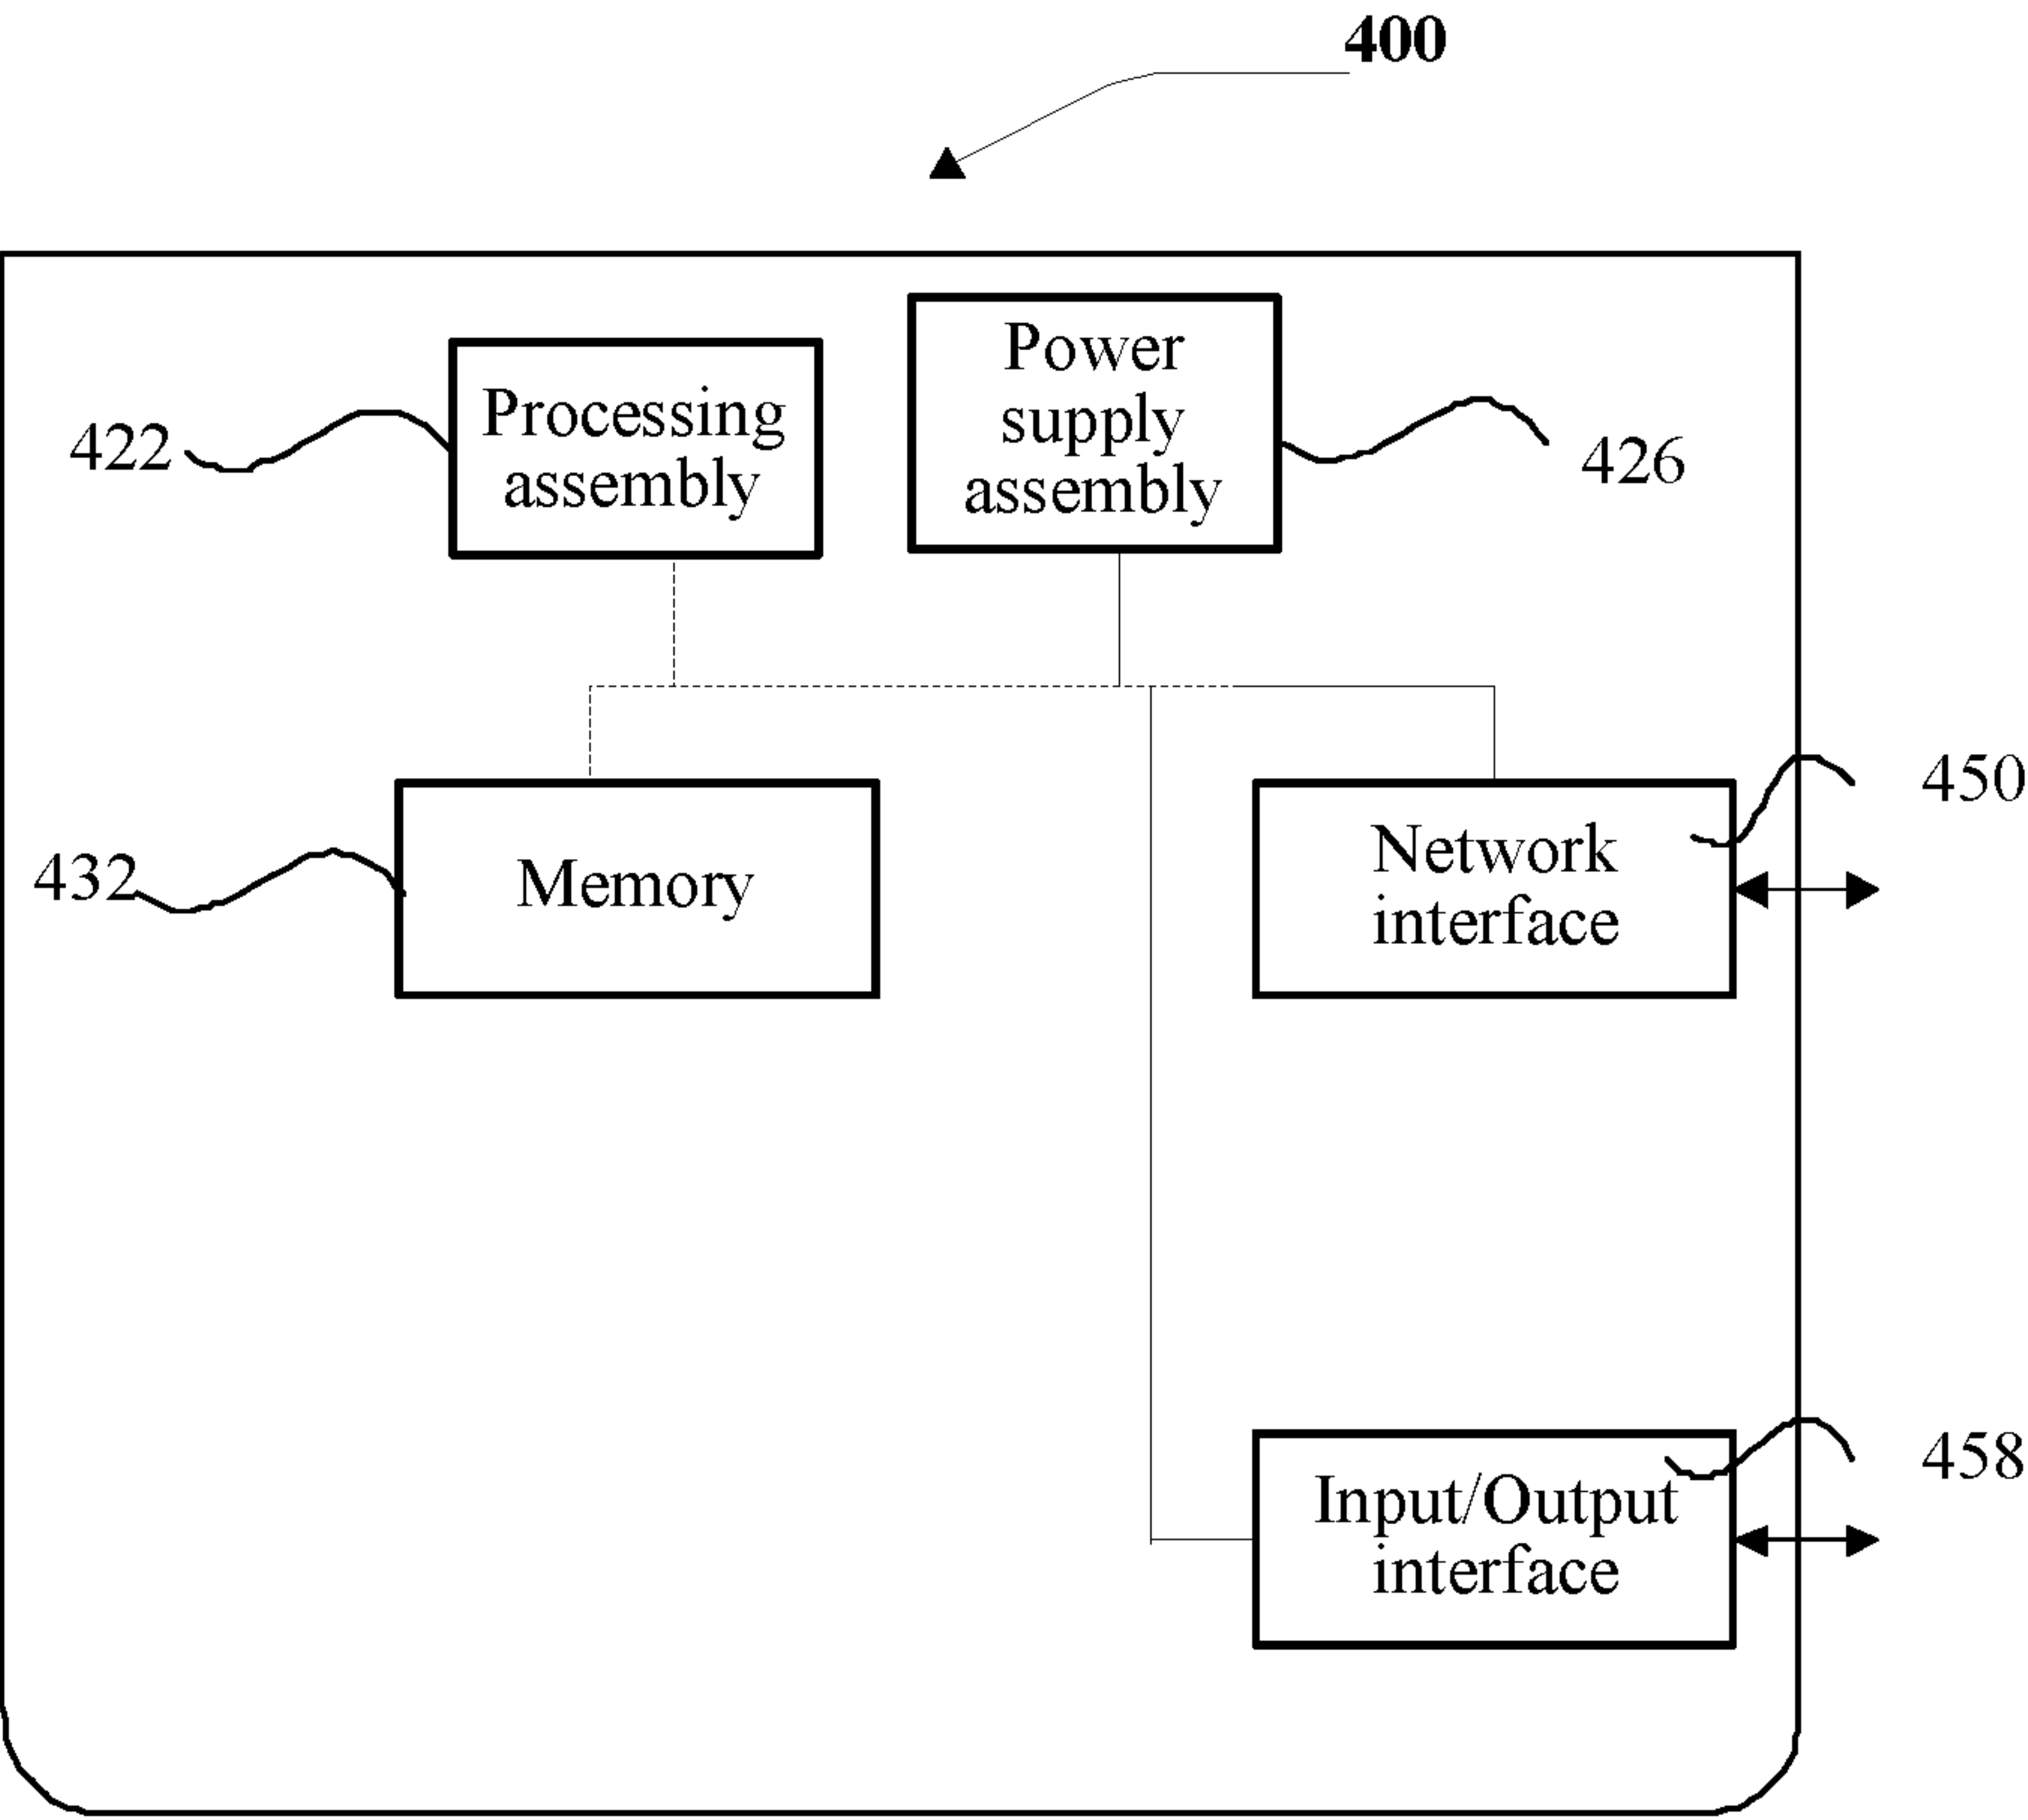 400
Processing
assembly
422
Power
supply
assembly
426
Memory
432
Network
interface
450
Input/Output
interface
458